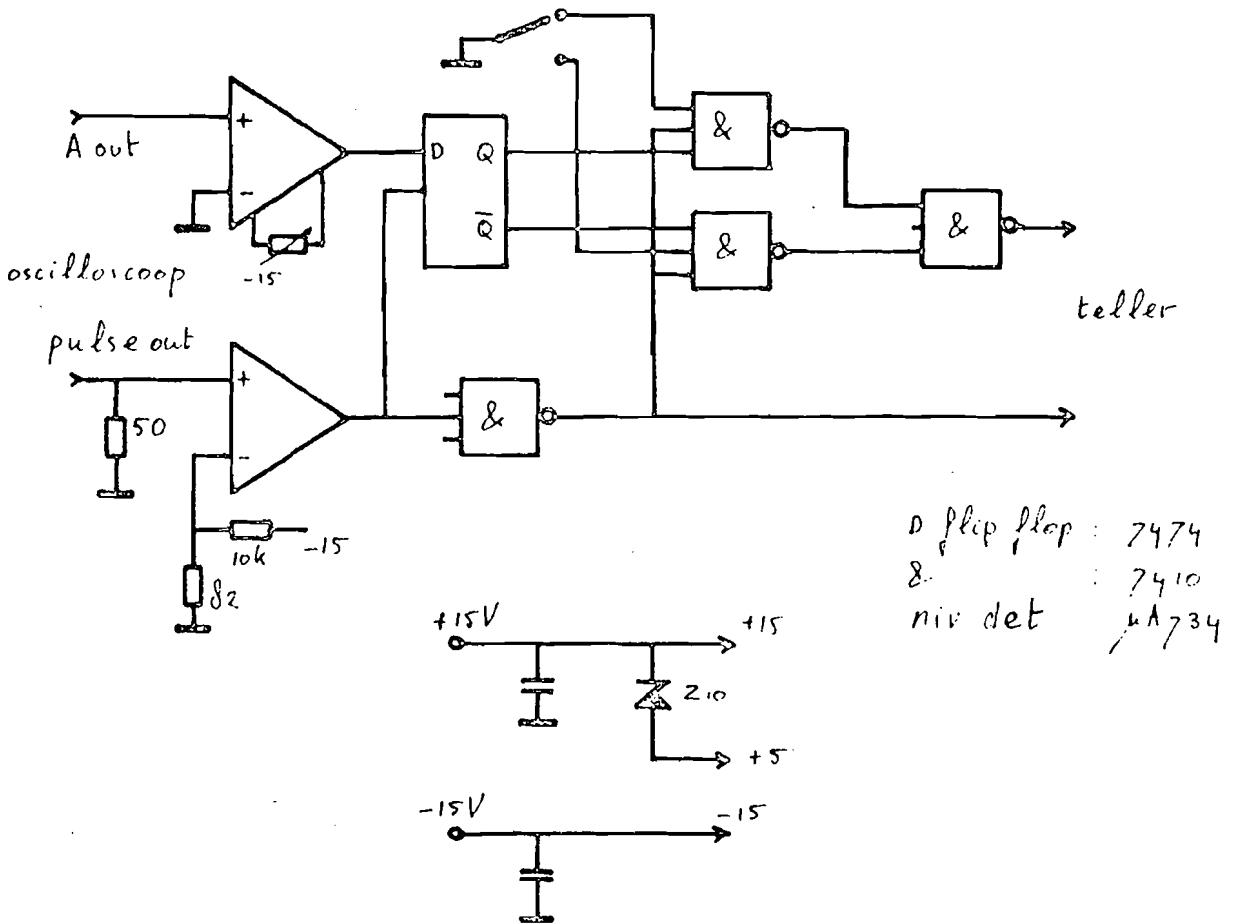 A out
+
-
-15
oscilloscoop
pulse out
50
+
-
10k
-15
82
D Q
Q̅
&
&
&
&
teller
D flip flop : 7474
& : 7410
niv det μA734
+15V
+15
Z10
+5
-15V
-15